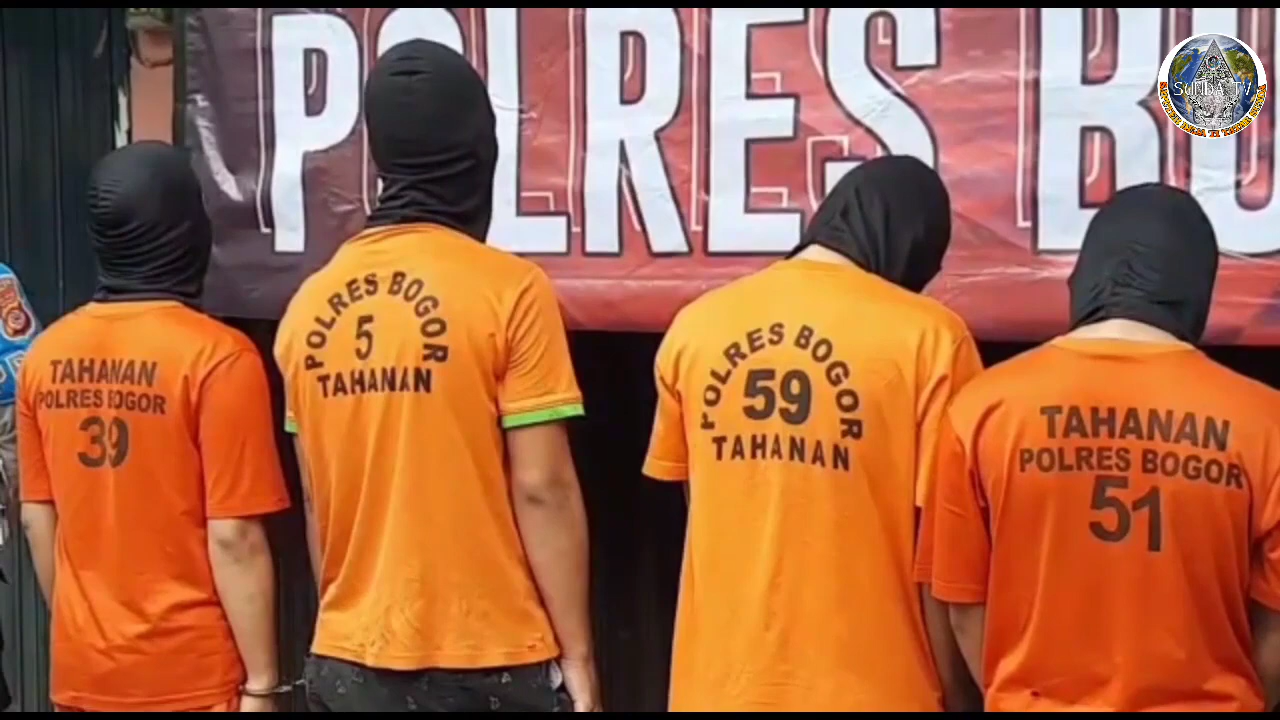 POLRES BO
SUNDA TV
TAHANAN
POLRES BOGOR
39
POLRES BOGOR
5
TAHANAN
POLRES BOGOR
59
TAHANAN
TAHANAN
POLRES BOGOR
51